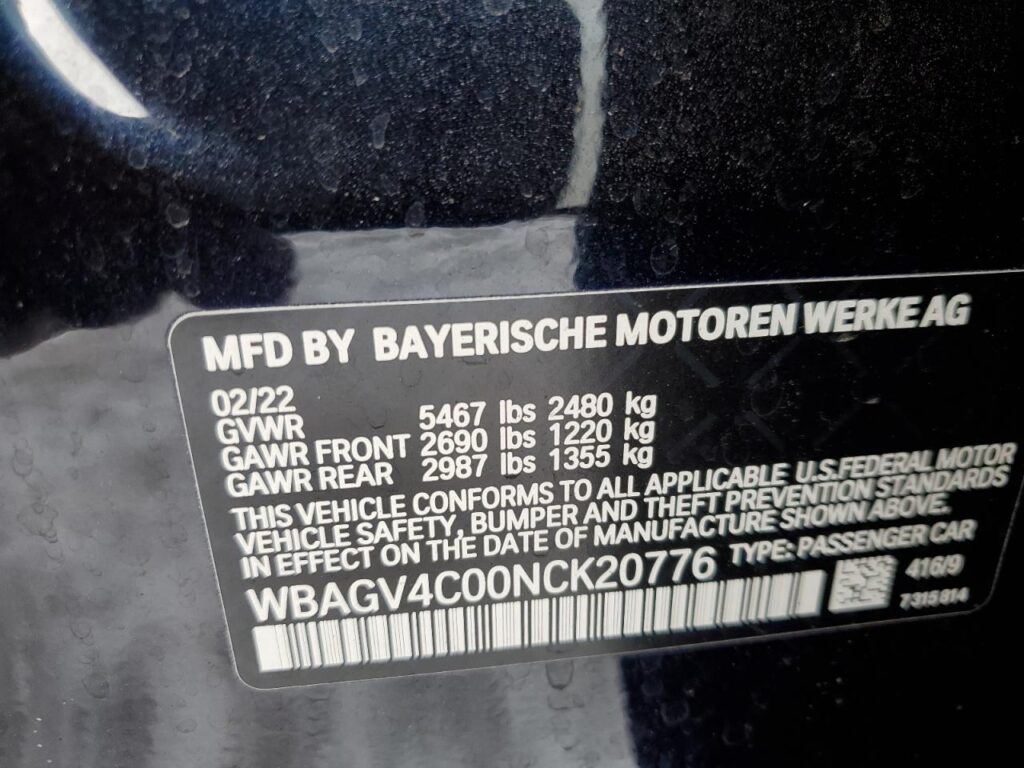 MFD BY BAYERISCHE MOTOREN WERKE AG
02/22
GVWR 5467 lbs 2480 kg
GAWR FRONT 2690 lbs 1220 kg
GAWR REAR 2987 lbs 1355 kg
THIS VEHICLE CONFORMS TO ALL APPLICABLE U.S.FEDERAL MOTOR
VEHICLE SAFETY, BUMPER AND THEFT PREVENTION STANDARDS
IN EFFECT ON THE DATE OF MANUFACTURE SHOWN ABOVE.
WBAGV4C00NCK20776 TYPE: PASSENGER CAR
416/9
7315814